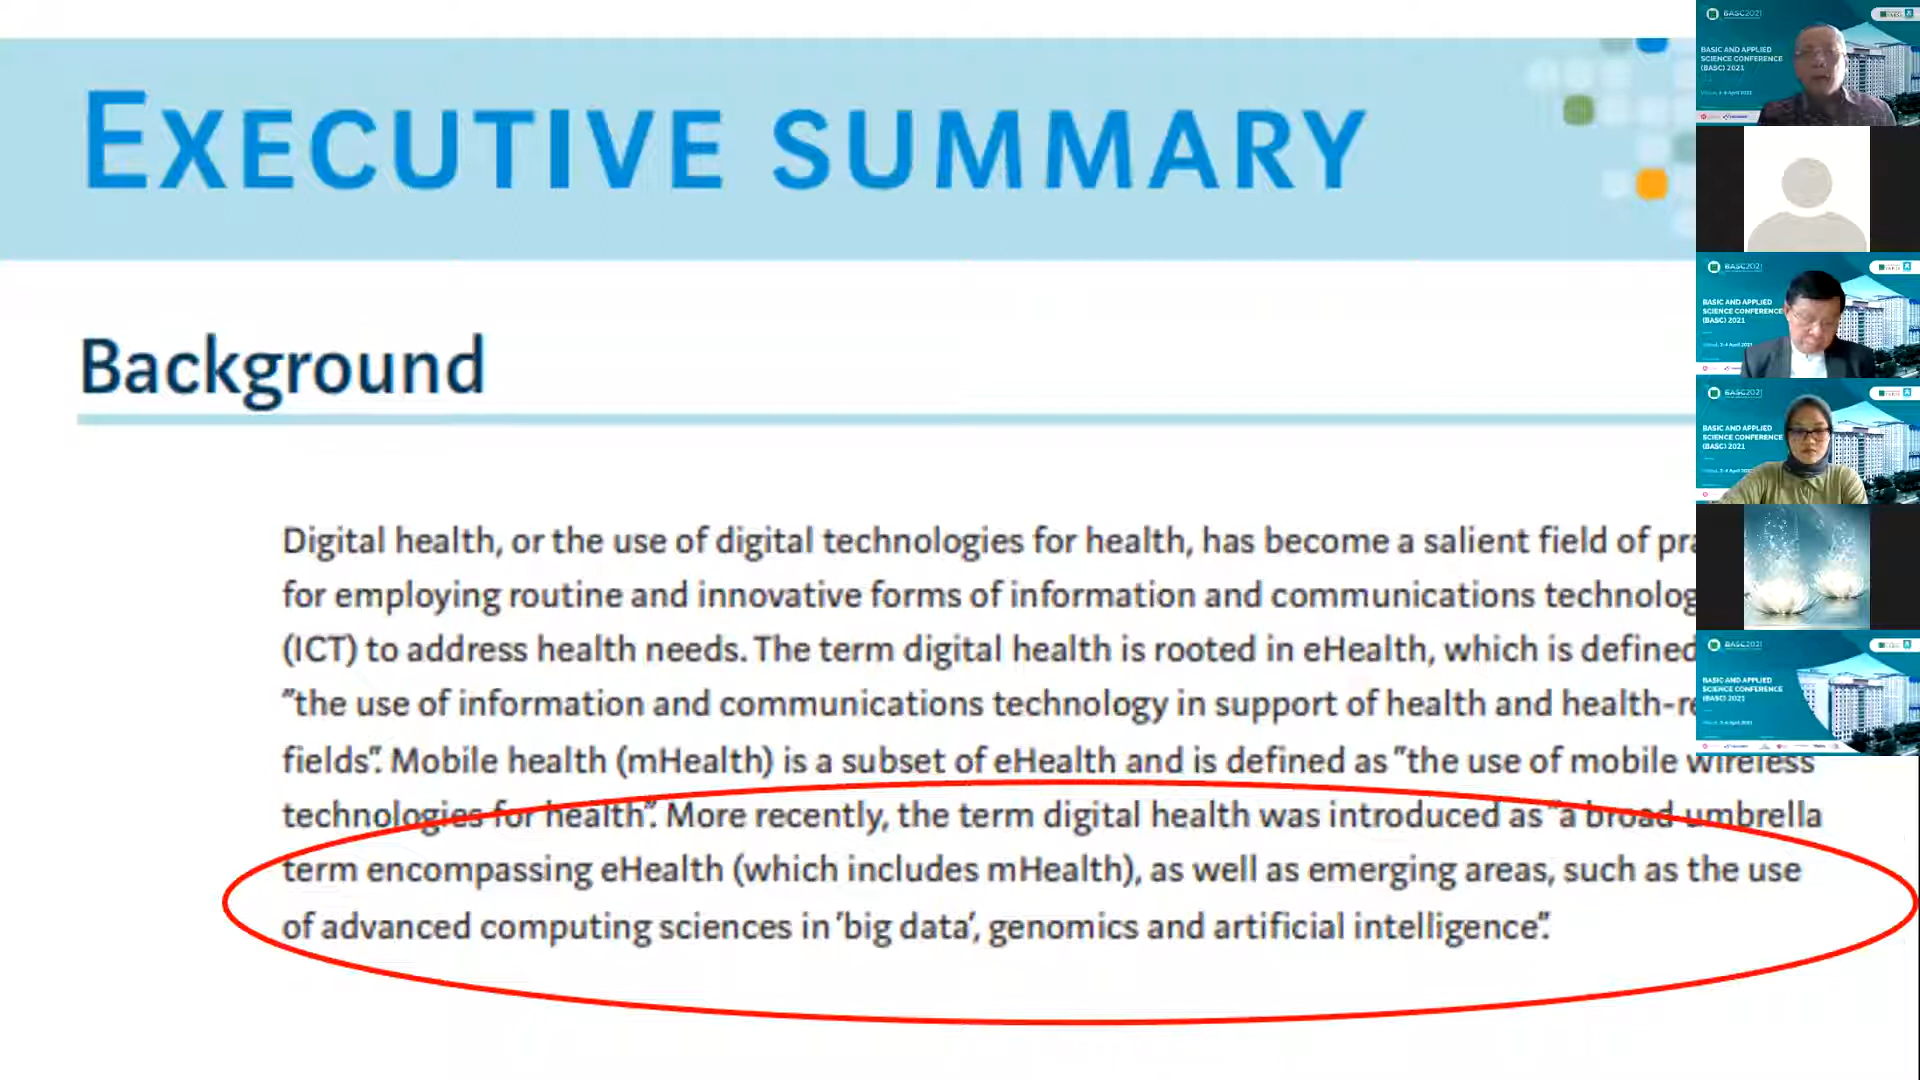 EXECUTIVE SUMMARY
Background
Digital health, or the use of digital technologies for health, has become a salient field of
for employing routine and innovative forms of information and communications
(ICT) to address health needs. The term digital health is rooted in eHealth, which is defined
"the use of information and communications technology in support of health and
fields". Mobile health (mHealth) is a subset of eHealth and is defined as "the use of mobile wireless
technologies for health". More recently, the term digital health was introduced as "a broad umbrella
term encompassing eHealth (which includes mHealth), as well as emerging areas, such as the use
of advanced computing sciences in 'big data', genomics and artificial intelligence".
BASC2021
BASIC AND APPLIED
SCIENCE CONFERENCE
(BASC) 2021
BASC2021
BASIC AND APPLIED
SCIENCE CONFERENCE
(BASC) 2021
BASC2021
BASIC AND APPLIED
SCIENCE CONFERENCE
(BASC) 2021
BASC2021
BASIC AND APPLIED
SCIENCE CONFERENCE
(BASC) 2021